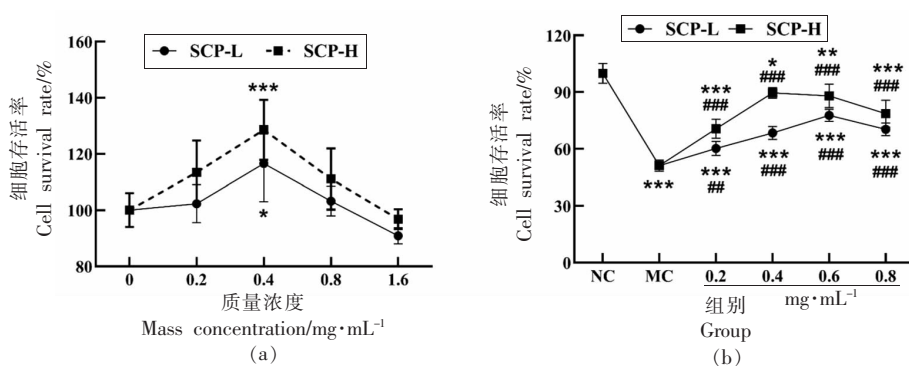 SCP-L SCP-H
160
140
120
100
80
***
*
0 0.2 0.4 0.8 1.6
细胞存活率
Cell survival rate/%
质量浓度
Mass concentration/mg·mL⁻¹
(a)
SCP-L SCP-H
120
90
60
30
0
***
###
*
###
**
###
***
###
***
***
##
***
###
***
###
***
###
NC MC 0.2 0.4 0.6 0.8
细胞存活率
Cell survival rate/%
组别 mg·mL⁻¹
Group
(b)